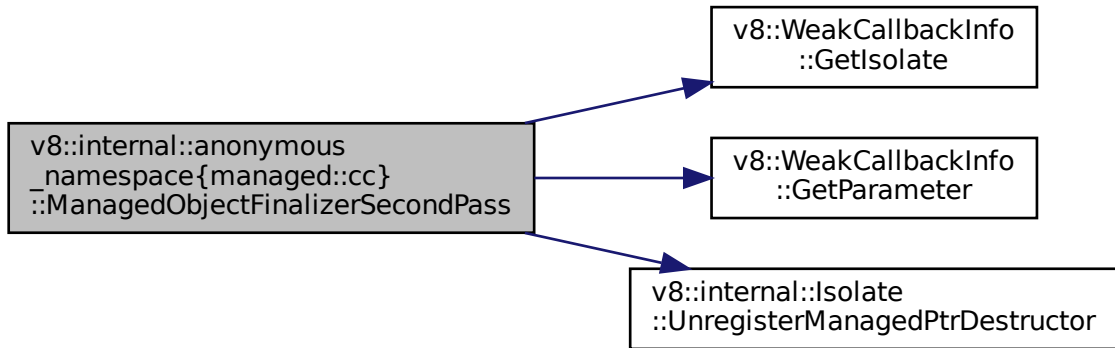 v8::WeakCallbackInfo
::GetIsolate
v8::internal::anonymous
_namespace{managed::cc}
::ManagedObjectFinalizerSecondPass
v8::WeakCallbackInfo
::GetParameter
v8::internal::Isolate
::UnregisterManagedPtrDestructor